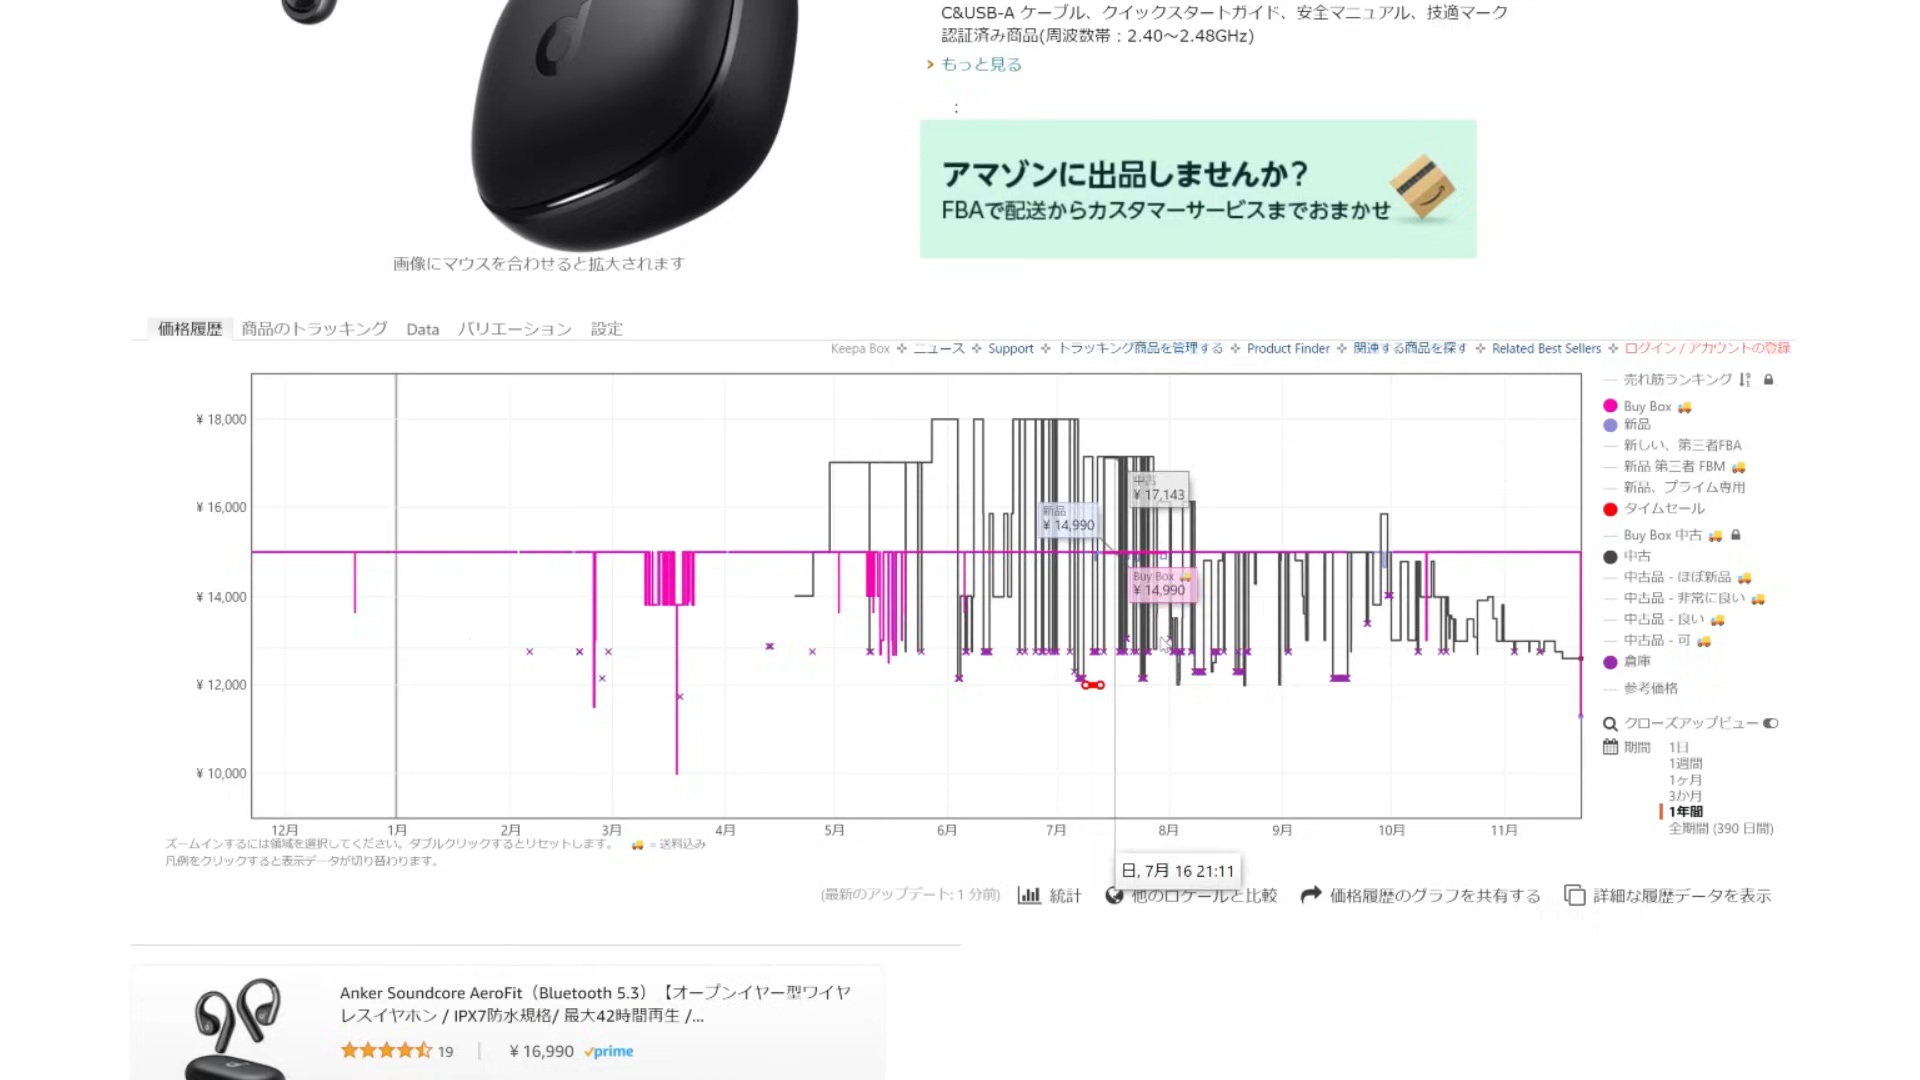 C&USB-A ケーブル、クイックスタートガイド、安全マニュアル、技適マーク
認証済み商品(周波数帯：2.40〜2.48GHz)
› もっと見る
:
アマゾンに出品しませんか？
FBAで配送からカスタマーサービスまでおまかせ
画像にマウスを合わせると拡大されます
価格履歴 商品のトラッキング Data バリエーション 設定
Keepa Box ニュース Support トラッキング商品を管理する Product Finder 関連する商品を探す Related Best Sellers ログイン / アカウントの登録
¥ 18,000
¥ 16,000
¥ 14,000
¥ 12,000
¥ 10,000
中古
¥ 17,143
新品
¥ 14,990
Buy Box
¥ 14,990
12月 1月 2月 3月 4月 5月 6月 7月 8月 9月 10月 11月
売れ筋ランキング
Buy Box
新品
新しい、第三者FBA
新品 第三者 FBM
新品、プライム専用
タイムセール
Buy Box 中古
中古
中古品 - ほぼ新品
中古品 - 非常に良い
中古品 - 良い
中古品 - 可
倉庫
参考価格
クローズアップビュー
期間 1日
1週間
1ヶ月
3か月
1年間
全期間 (390 日間)
ズームインするには領域を選択してください。ダブルクリックするとリセットします。 = 送料込み
凡例をクリックすると表示データが切り替わります。
日, 7月 16 21:11
(最新のアップデート: 1 分前) 統計 他のロケールと比較 価格履歴のグラフを共有する 詳細な履歴データを表示
Anker Soundcore AeroFit（Bluetooth 5.3）【オープンイヤー型ワイヤ
レスイヤホン / IPX7防水規格/ 最大42時間再生 /...
19 | ¥ 16,990 prime